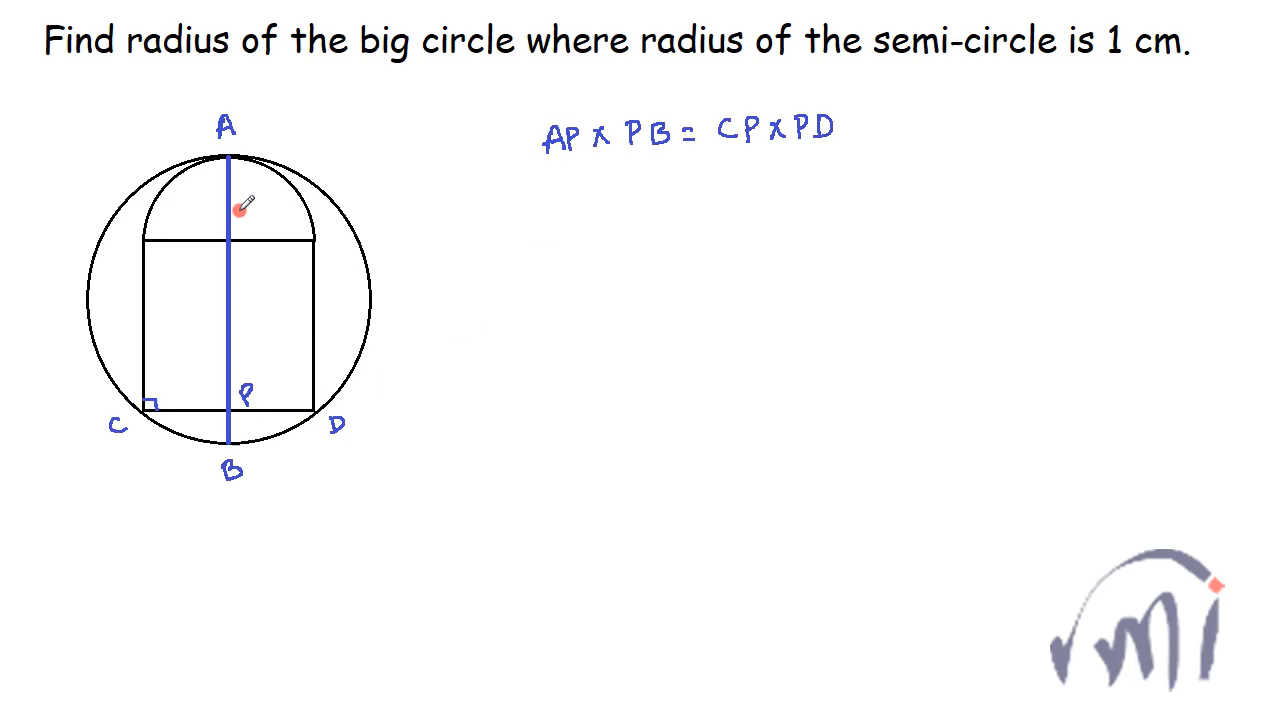 Find radius of the big circle where radius of the semi-circle is 1 cm.
A
AP x PB = CP x PD
P
C
D
B